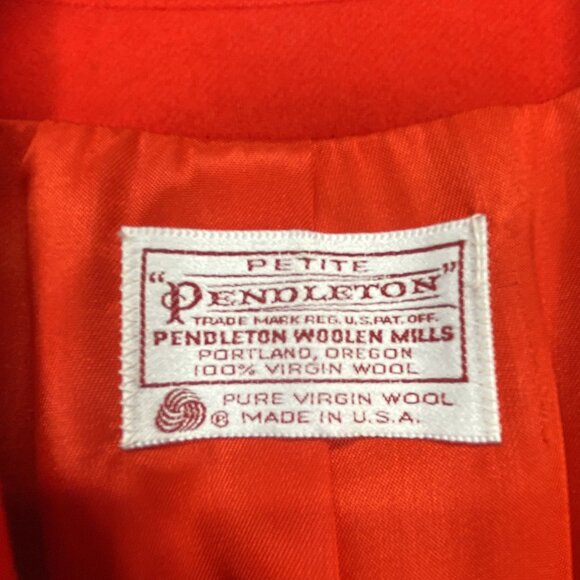 PETITE
"PENDLETON"
TRADE MARK REG. U.S. PAT. OFF.
PENDLETON WOOLEN MILLS
PORTLAND, OREGON
100% VIRGIN WOOL
PURE VIRGIN WOOL
® MADE IN U.S.A.